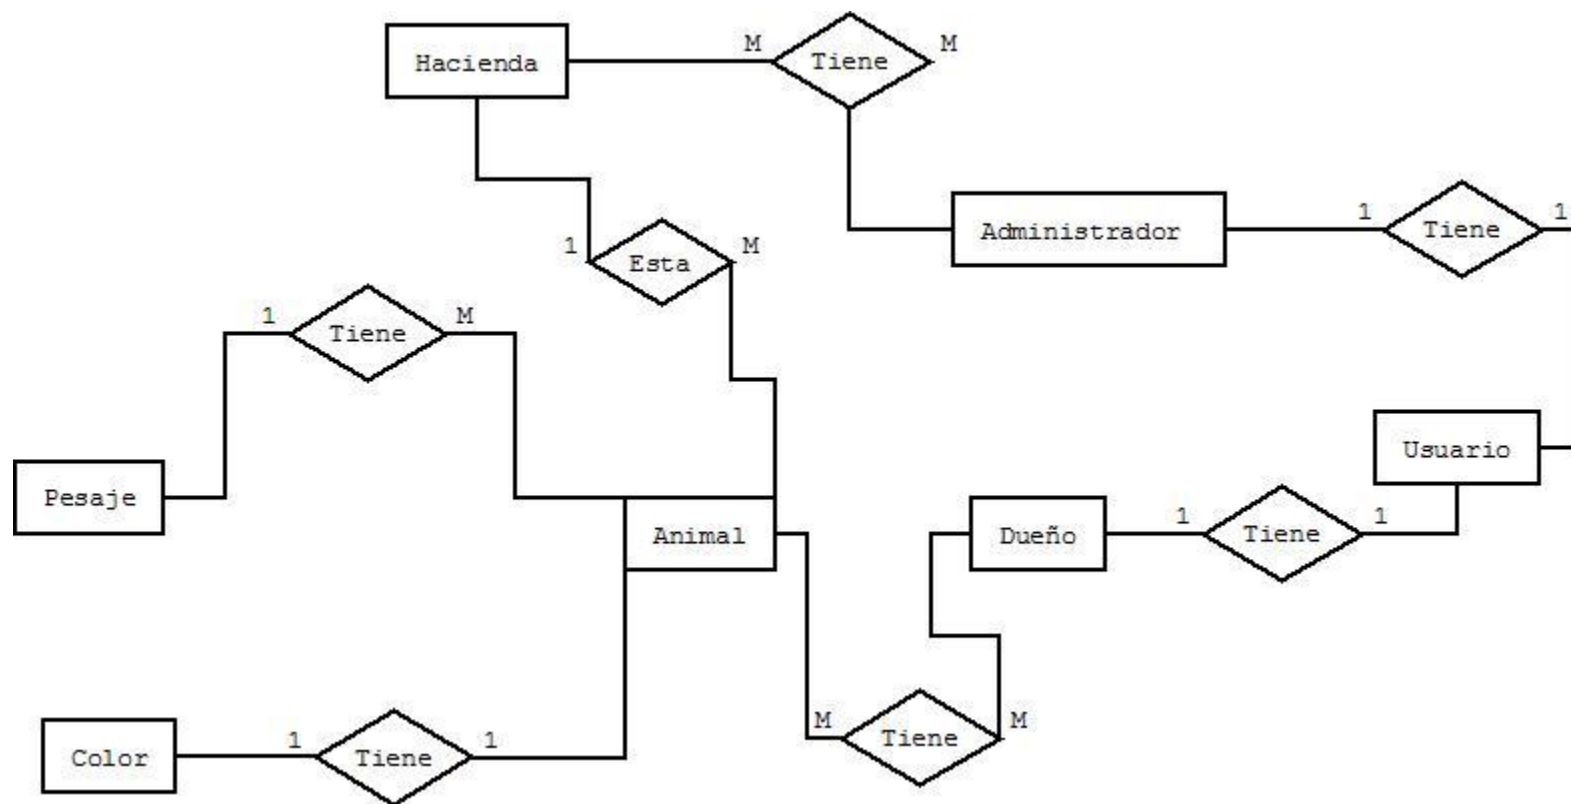 Hacienda
M
Tiene
M
Administrador
1
Tiene
1
1
Esta
M
1
Tiene
M
Usuario
Pesaje
Animal
Dueño
1
Tiene
1
Color
1
Tiene
1
M
Tiene
M